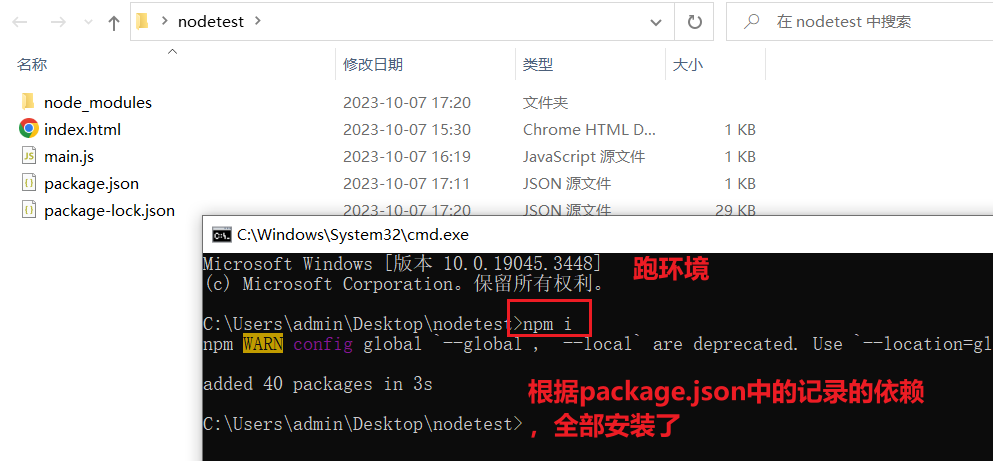 nodetest
在 nodetest 中搜索
名称 修改日期 类型 大小
node_modules 2023-10-07 17:20 文件夹
index.html 2023-10-07 15:30 Chrome HTML D... 1 KB
main.js 2023-10-07 16:19 JavaScript 源文件 1 KB
package.json 2023-10-07 17:11 JSON 源文件 1 KB
package-lock.json 2023-10-07 17:20 JSON 源文件 29 KB
C:\Windows\System32\cmd.exe
Microsoft Windows [版本 10.0.19045.3448]
跑环境
(c) Microsoft Corporation。保留所有权利。
C:\Users\admin\Desktop\nodetest>npm i
npm WARN config global `--global`, `--local` are deprecated. Use `--location=gl
added 40 packages in 3s
根据package.json中的记录的依赖
，全部安装了
C:\Users\admin\Desktop\nodetest>